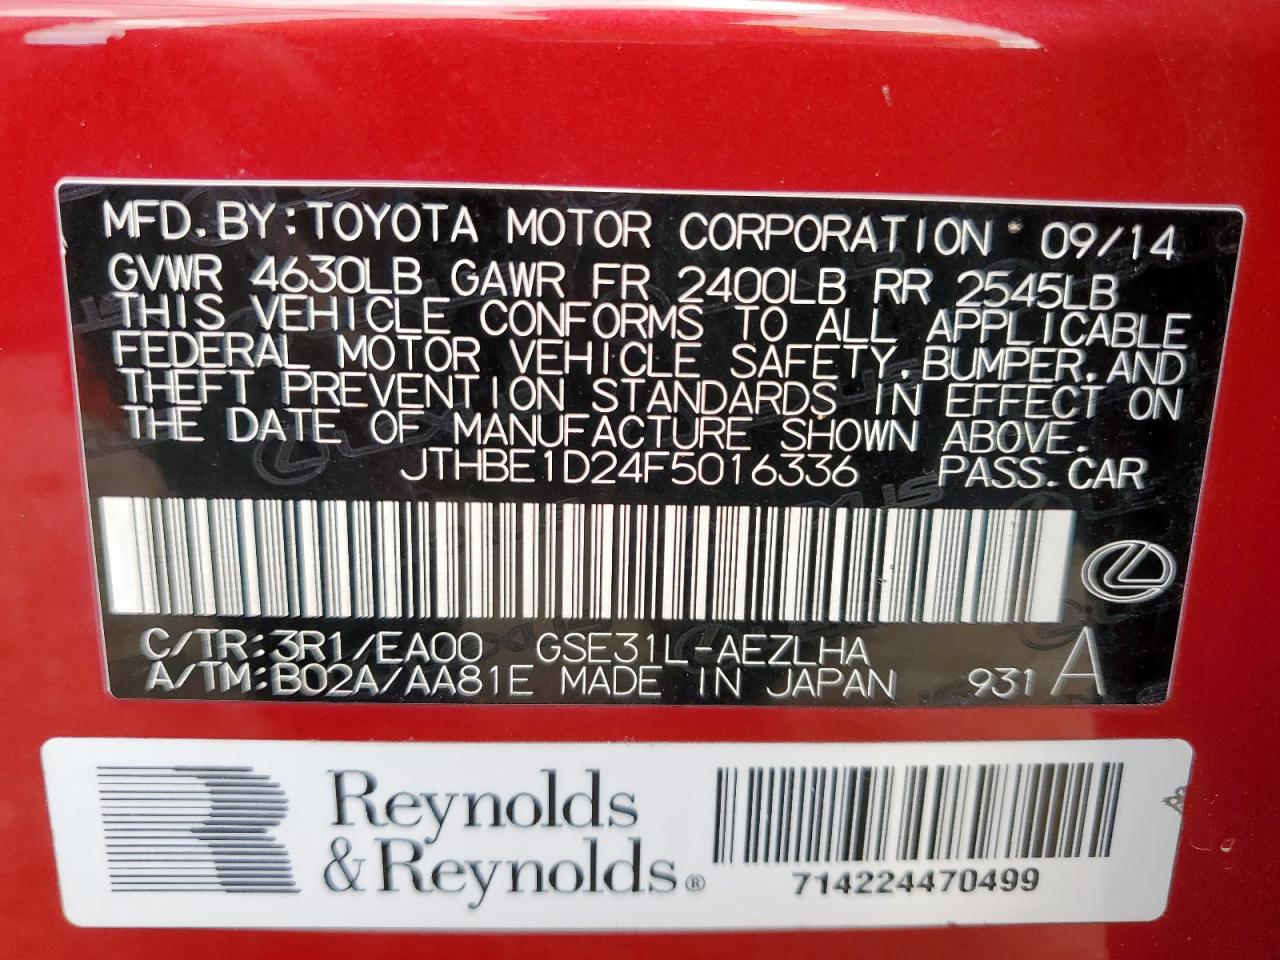 MFD. BY: TOYOTA MOTOR CORPORATION 09/14
GVWR 4630LB GAWR FR 2400LB RR 2545LB
THIS VEHICLE CONFORMS TO ALL APPLICABLE
FEDERAL MOTOR VEHICLE SAFETY, BUMPER, AND
THEFT PREVENTION STANDARDS IN EFFECT ON
THE DATE OF MANUFACTURE SHOWN ABOVE.
JTHBE1D24F5016336 PASS. CAR
C/TR: 3R1/EA00 GSE31L-AEZLHA
A/TM: B02A/AA81E MADE IN JAPAN 931 A
Reynolds
& Reynolds®
714224470499